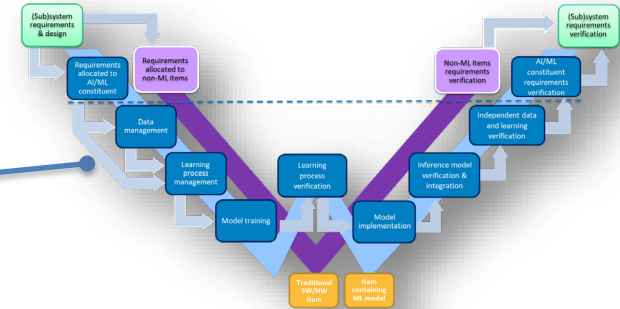 (Sub)system
requirements
& design
(Sub)system
requirements
verification
Requirements
allocated to
AI/ML
constituent
Requirements
allocated to
non-ML items
Non-ML items
requirements
verification
AI/ML
constituent
requirements
verification
Data
management
Independent data
and learning
verification
Learning
process
management
Learning
process
verification
Inference model
verification &
integration
Model training
Model
implementation
Traditional
SW/HW
item
Item
containing
ML model